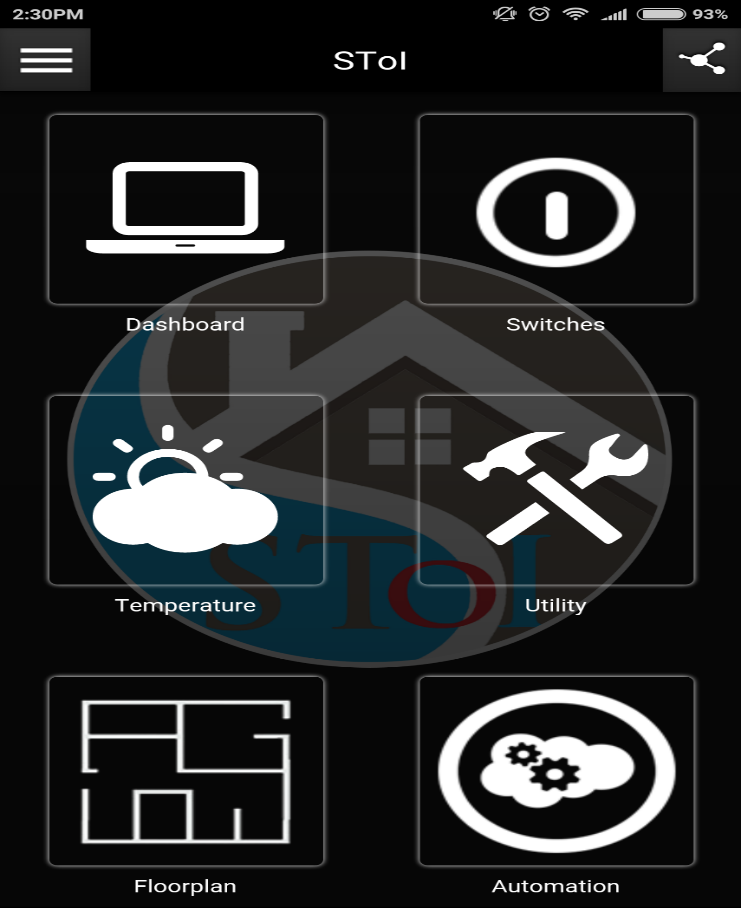 2:30PM 93%
SToI
Dashboard Switches
SToI
Temperature Utility
Floorplan Automation